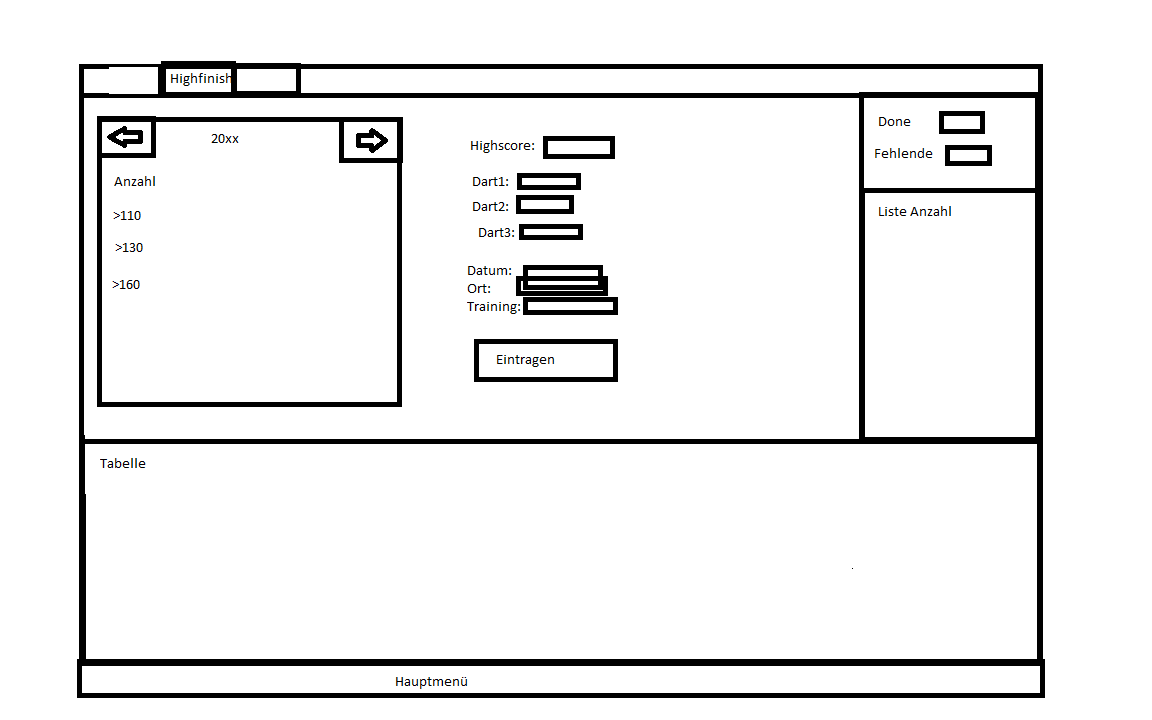 Highfinish
20xx
Anzahl
>110
>130
>160
Highscore:
Dart1:
Dart2:
Dart3:
Datum:
Ort:
Training:
Eintragen
Done
Fehlende
Liste Anzahl
Tabelle
Hauptmenü